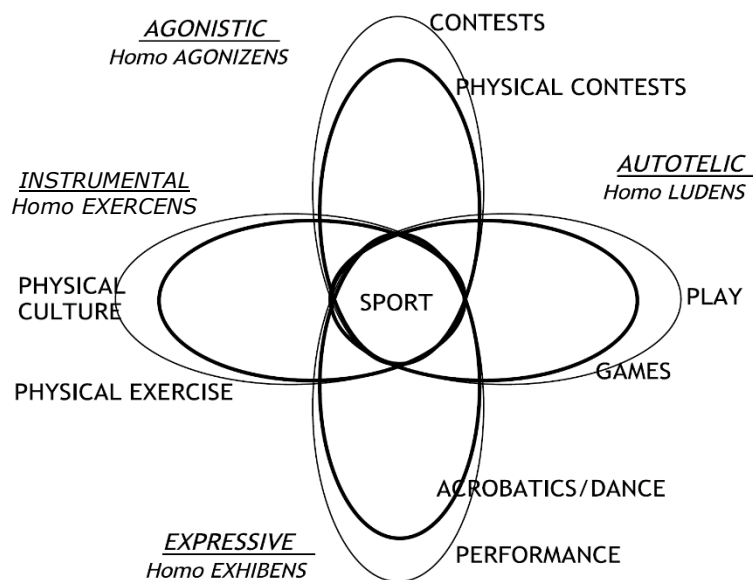 AGONISTIC
Homo AGONIZENS
CONTESTS
PHYSICAL CONTESTS
INSTRUMENTAL
Homo EXERCENS
AUTOTELIC
Homo LUDENS
PHYSICAL
CULTURE
SPORT
PLAY
GAMES
PHYSICAL EXERCISE
ACROBATICS/DANCE
EXPRESSIVE
Homo EXHIBENS
PERFORMANCE